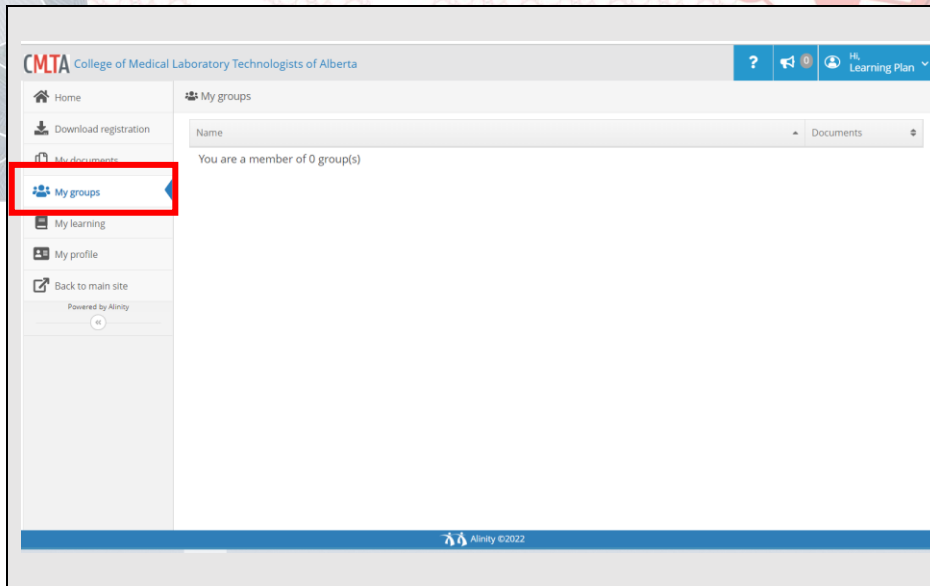 CMLTA College of Medical Laboratory Technologists of Alberta
? 0 Hi,
Learning Plan
Home
My groups
Download registration
Name Documents
My documents
You are a member of 0 group(s)
My groups
My learning
My profile
Back to main site
Powered by Alinity
Alinity ©2022